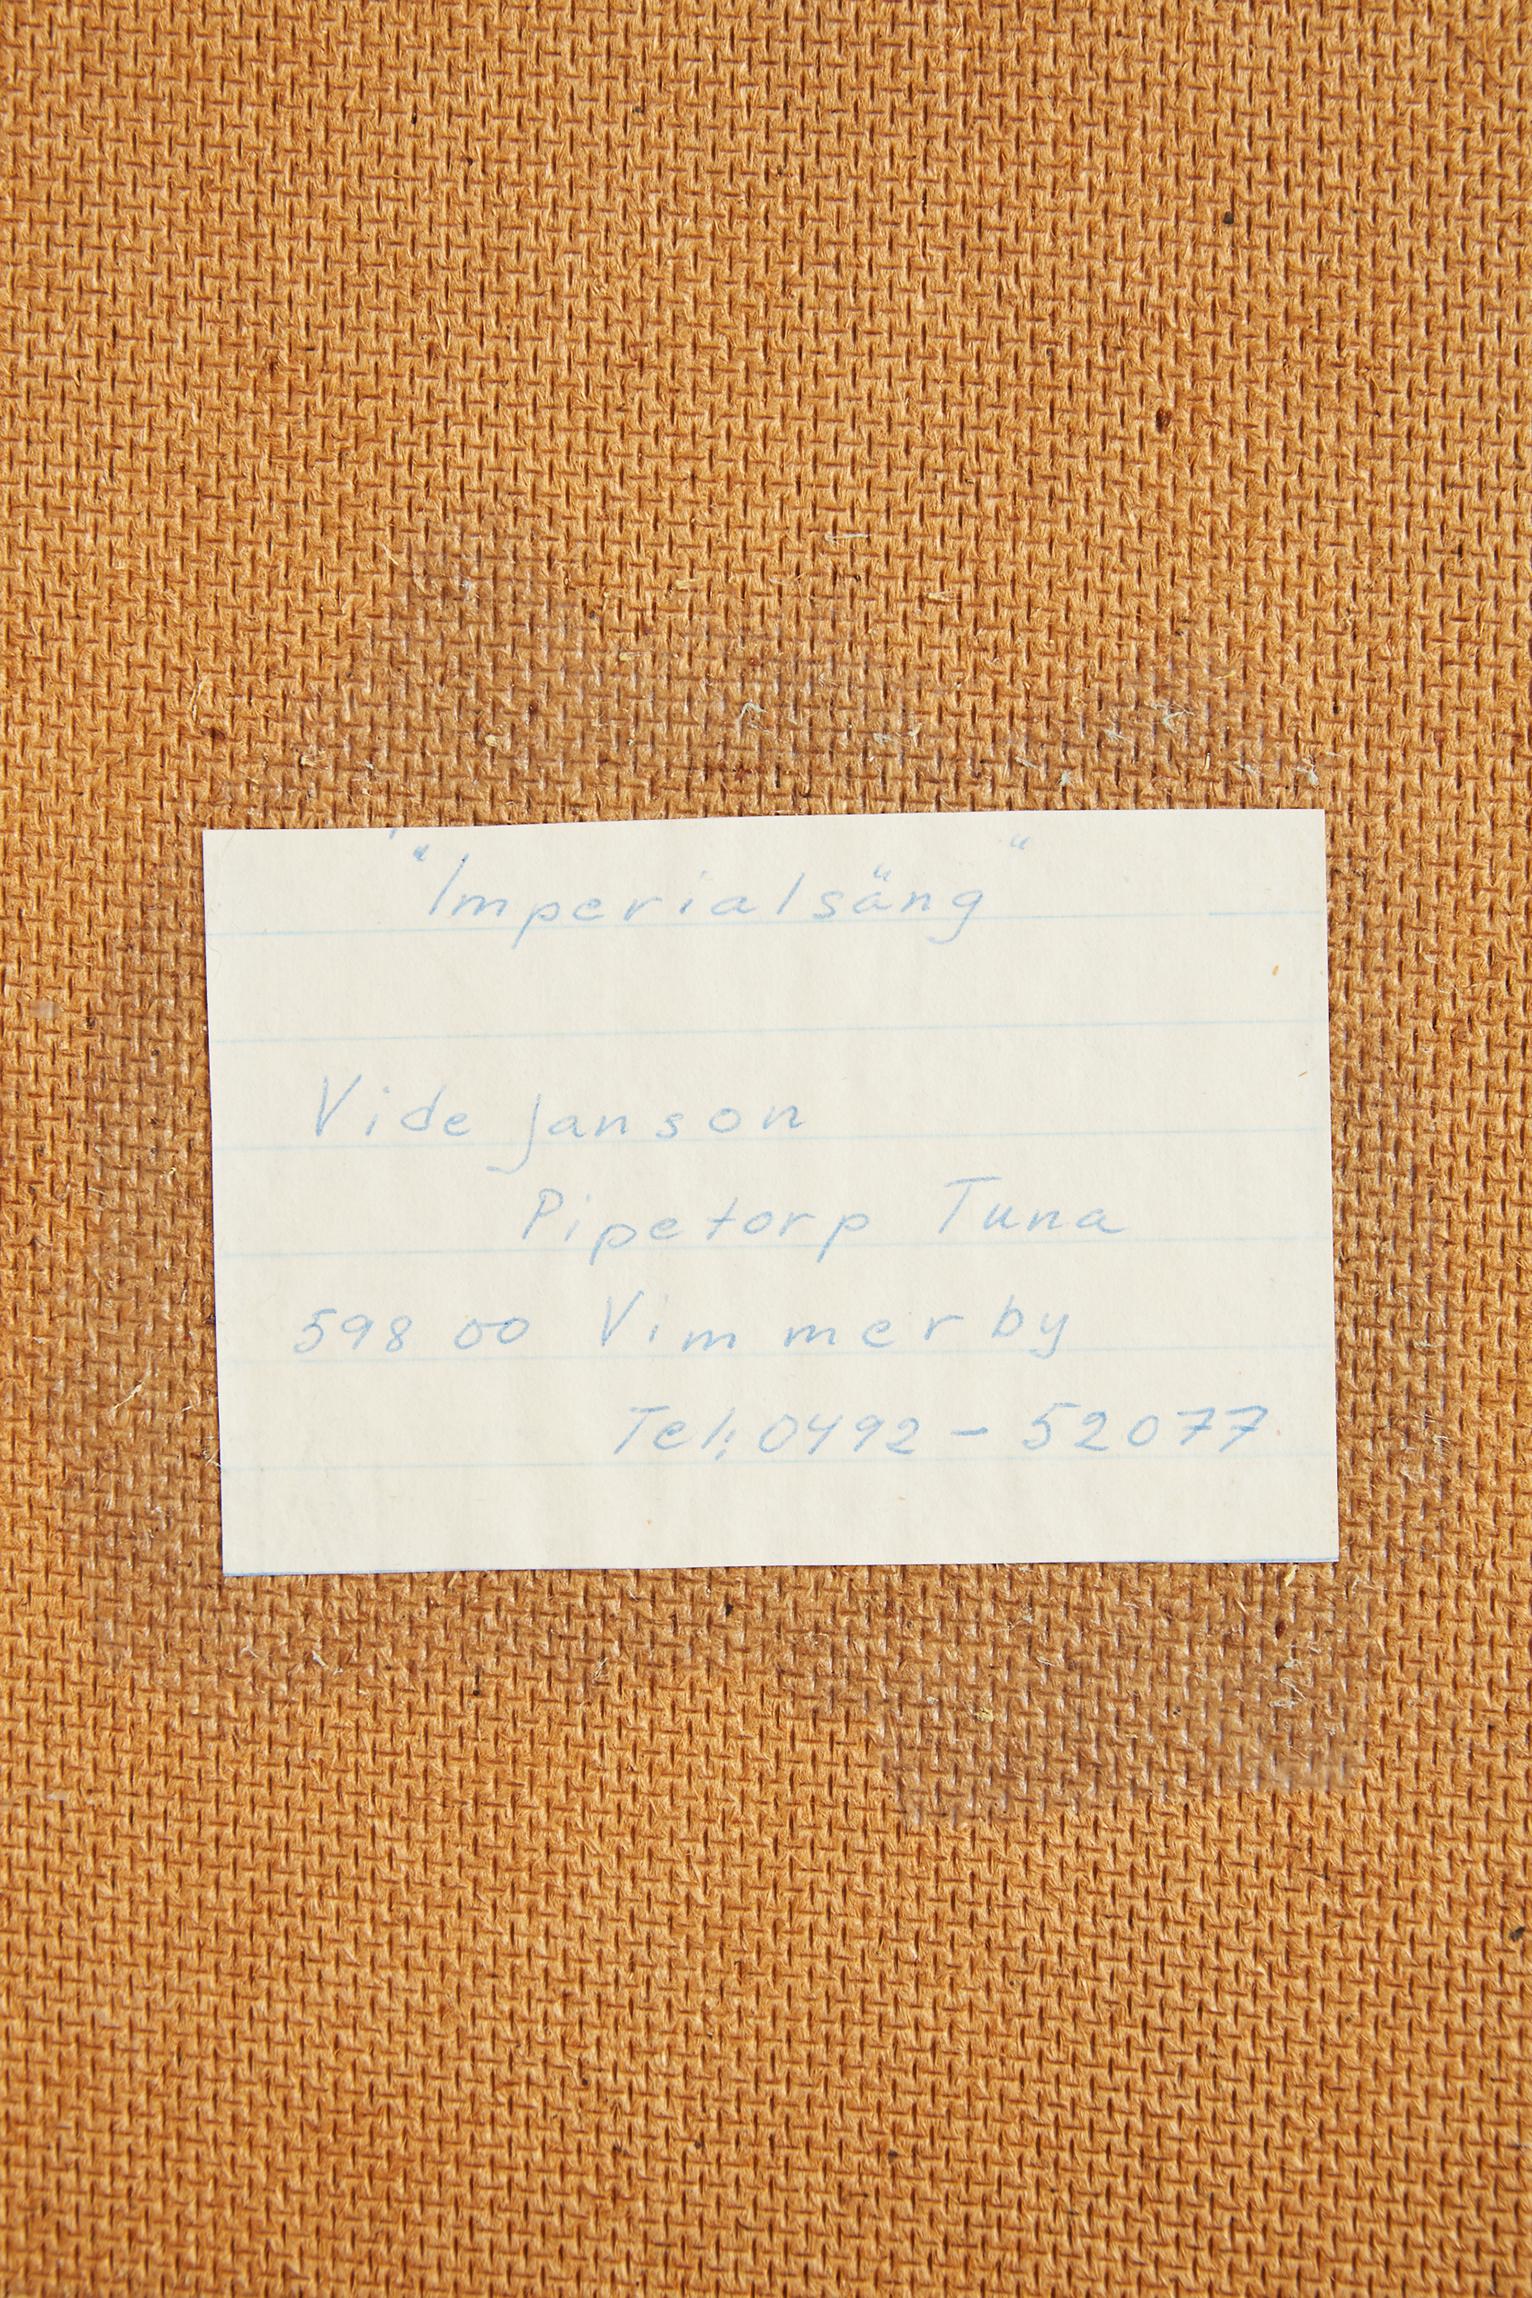 "Imperialsäng"
Vide Janson
Pipetorp Tuna
598 00 Vimmerby
Tel: 0492 - 52077